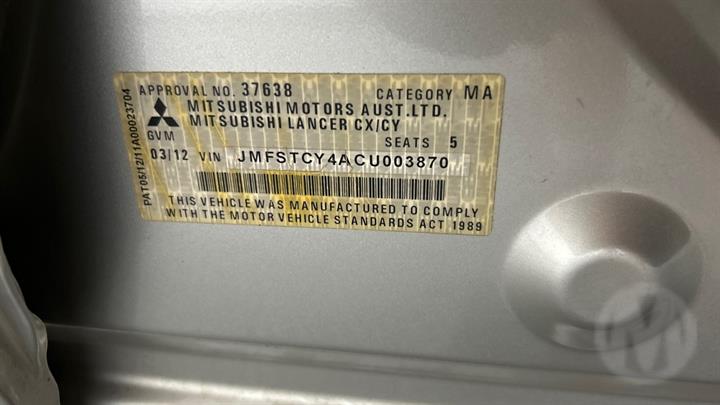 APPROVAL NO. 37638 CATEGORY MA
MITSUBISHI MOTORS AUST.LTD.
MITSUBISHI LANCER CX/CY
GVM SEATS 5
03/12 VIN JMFSTCY4ACU003870
THIS VEHICLE WAS MANUFACTURED TO COMPLY
WITH THE MOTOR VEHICLE STANDARDS ACT 1989
PAT05/12/11A00023704
M